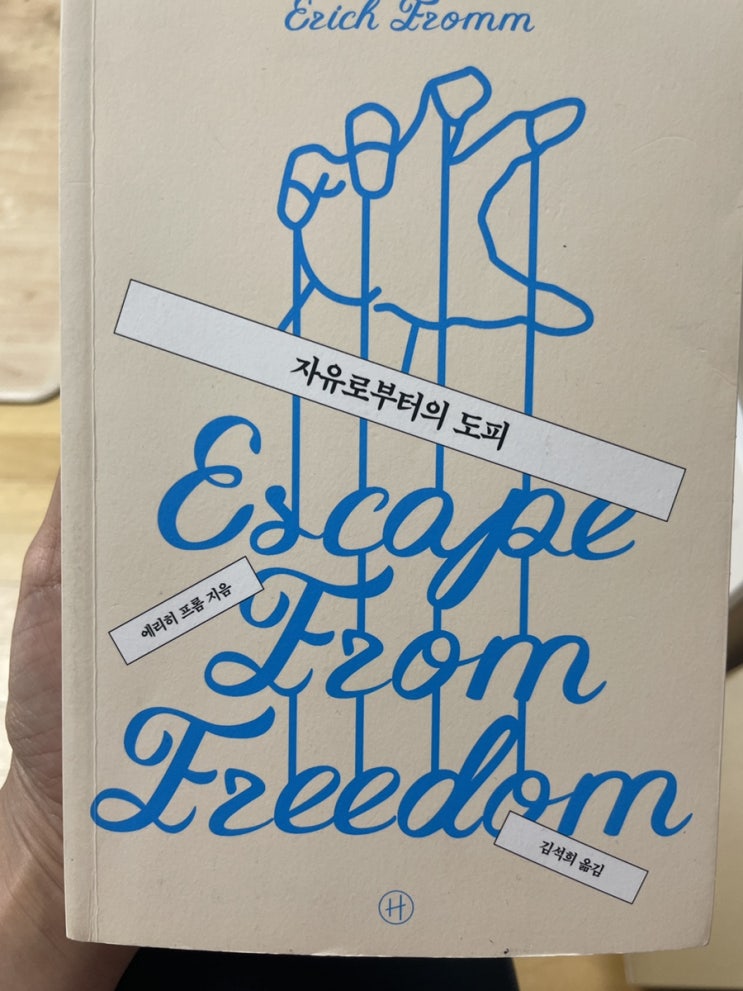 Erich Fromm
자유로부터의 도피
Escape
에리히 프롬 지음
From
Freedom
김석희 옮김
H